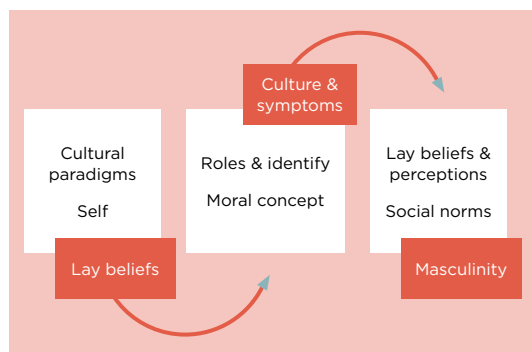 Cultural
paradigms
Self
Lay beliefs
Culture &
symptoms
Roles & identify
Moral concept
Lay beliefs &
perceptions
Social norms
Masculinity